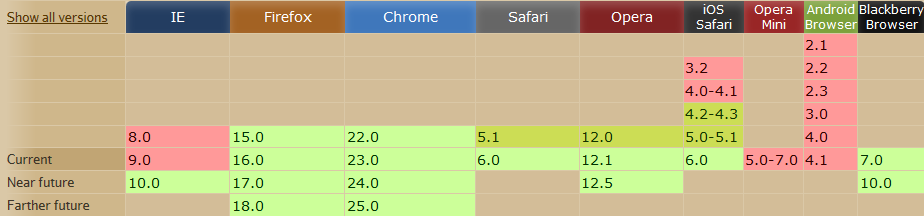 Show all versions IE Firefox Chrome Safari Opera iOS Safari Opera Mini Android Browser Blackberry Browser
2.1
3.2 2.2
4.0-4.1 2.3
4.2-4.3 3.0
8.0 15.0 22.0 5.1 12.0 5.0-5.1 4.0
Current 9.0 16.0 23.0 6.0 12.1 6.0 5.0-7.0 4.1 7.0
Near future 10.0 17.0 24.0 12.5 10.0
Farther future 18.0 25.0